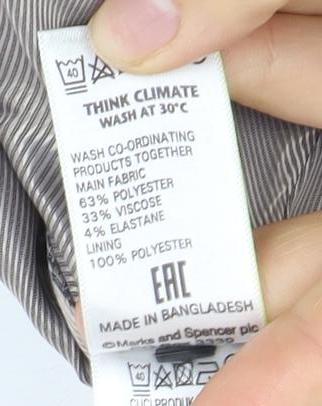 40
THINK CLIMATE
WASH AT 30°C
WASH CO-ORDINATING
PRODUCTS TOGETHER
MAIN FABRIC
63% POLYESTER
33% VISCOSE
4% ELASTANE
LINING
100% POLYESTER
EAC
MADE IN BANGLADESH
©Marks and Spencer plc
40